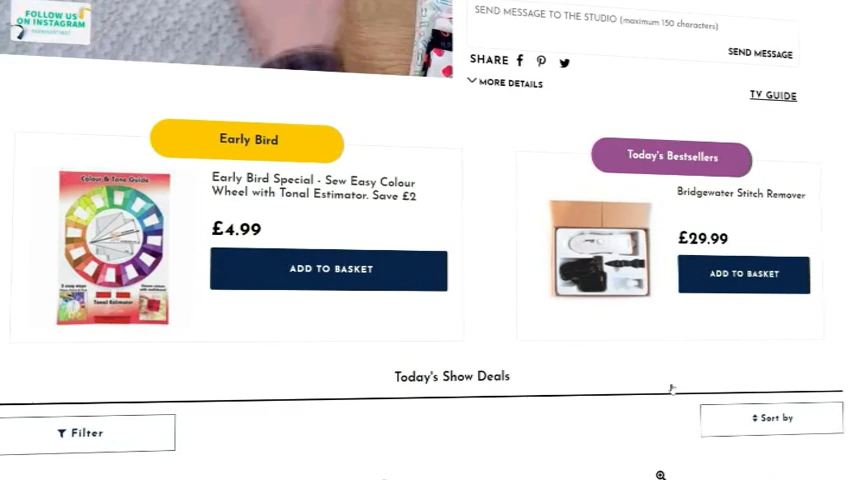 FOLLOW US
ON INSTAGRAM
SEND MESSAGE TO THE STUDIO (maximum 150 characters)
SEND MESSAGE
SHARE
MORE DETAILS
TV GUIDE
Early Bird
Today's Bestsellers
Colour & Tone Guide
Early Bird Special - Sew Easy Colour
Wheel with Tonal Estimator. Save £2
£4.99
ADD TO BASKET
Bridgewater Stitch Remover
£29.99
ADD TO BASKET
Tonal Estimator
Today's Show Deals
Filter
Sort by